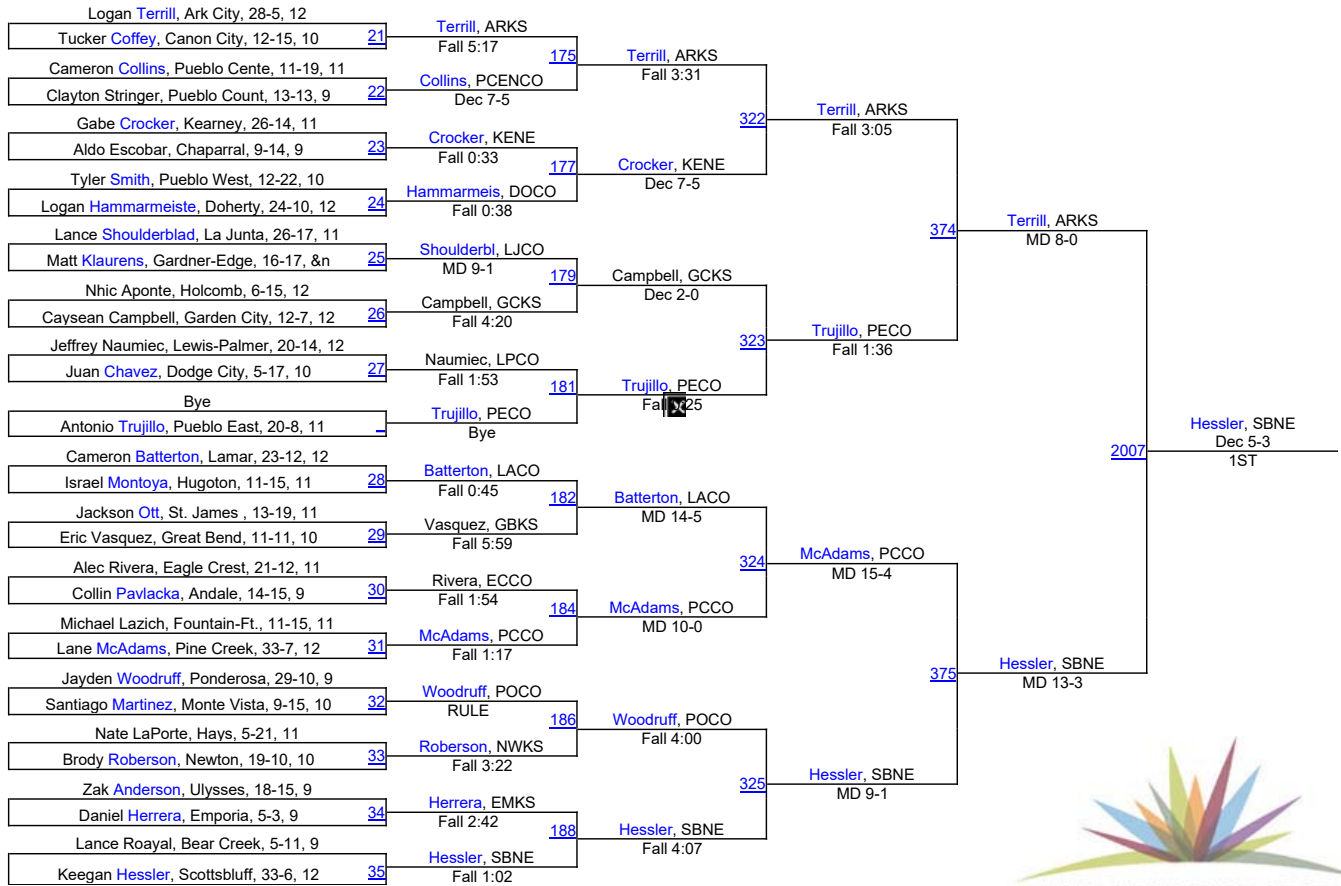 Logan Terrill, Ark City, 28-5, 12
Tucker Coffey, Canon City, 12-15, 10
21
Cameron Collins, Pueblo Cente, 11-19, 11
Clayton Stringer, Pueblo Count, 13-13, 9
22
Gabe Crocker, Kearney, 26-14, 11
Aldo Escobar, Chaparral, 9-14, 9
23
Tyler Smith, Pueblo West, 12-22, 10
Logan Hammarmeiste, Doherty, 24-10, 12
24
Lance Shoulderblad, La Junta, 26-17, 11
Matt Klaurens, Gardner-Edge, 16-17, &n
25
Nhic Aponte, Holcomb, 6-15, 12
Caysean Campbell, Garden City, 12-7, 12
26
Jeffrey Naumiec, Lewis-Palmer, 20-14, 12
Juan Chavez, Dodge City, 5-17, 10
27
Bye
Antonio Trujillo, Pueblo East, 20-8, 11
Cameron Batterton, Lamar, 23-12, 12
Israel Montoya, Hugoton, 11-15, 11
28
Jackson Ott, St. James , 13-19, 11
Eric Vasquez, Great Bend, 11-11, 10
29
Alec Rivera, Eagle Crest, 21-12, 11
Collin Pavlacka, Andale, 14-15, 9
30
Michael Lazich, Fountain-Ft., 11-15, 11
Lane McAdams, Pine Creek, 33-7, 12
31
Jayden Woodruff, Ponderosa, 29-10, 9
Santiago Martinez, Monte Vista, 9-15, 10
32
Nate LaPorte, Hays, 5-21, 11
Brody Roberson, Newton, 19-10, 10
33
Zak Anderson, Ulysses, 18-15, 9
Daniel Herrera, Emporia, 5-3, 9
34
Lance Roayal, Bear Creek, 5-11, 9
Keegan Hessler, Scottsbluff, 33-6, 12
35
Terrill, ARKS
Fall 5:17
175
Collins, PCENCO
Dec 7-5
Crocker, KENE
Fall 0:33
177
Hammarmeis, DOCO
Fall 0:38
Shoulderbl, LJCO
MD 9-1
179
Campbell, GCKS
Fall 4:20
Naumiec, LPCO
Fall 1:53
181
Trujillo, PECO
Bye
Batterton, LACO
Fall 0:45
182
Vasquez, GBKS
Fall 5:59
Rivera, ECCO
Fall 1:54
184
McAdams, PCCO
Fall 1:17
Woodruff, POCO
RULE
186
Roberson, NWKS
Fall 3:22
Herrera, EMKS
Fall 2:42
188
Hessler, SBNE
Fall 1:02
Terrill, ARKS
Fall 3:31
322
Crocker, KENE
Dec 7-5
Campbell, GCKS
Dec 2-0
323
Trujillo, PECO
Batterton, LACO
MD 14-5
324
McAdams, PCCO
MD 10-0
Woodruff, POCO
Fall 4:00
325
Hessler, SBNE
Fall 4:07
Terrill, ARKS
Fall 3:05
374
Trujillo, PECO
Fall 1:36
McAdams, PCCO
MD 15-4
375
Hessler, SBNE
MD 9-1
Terrill, ARKS
MD 8-0
2007
Hessler, SBNE
MD 13-3
Hessler, SBNE
Dec 5-3
1ST